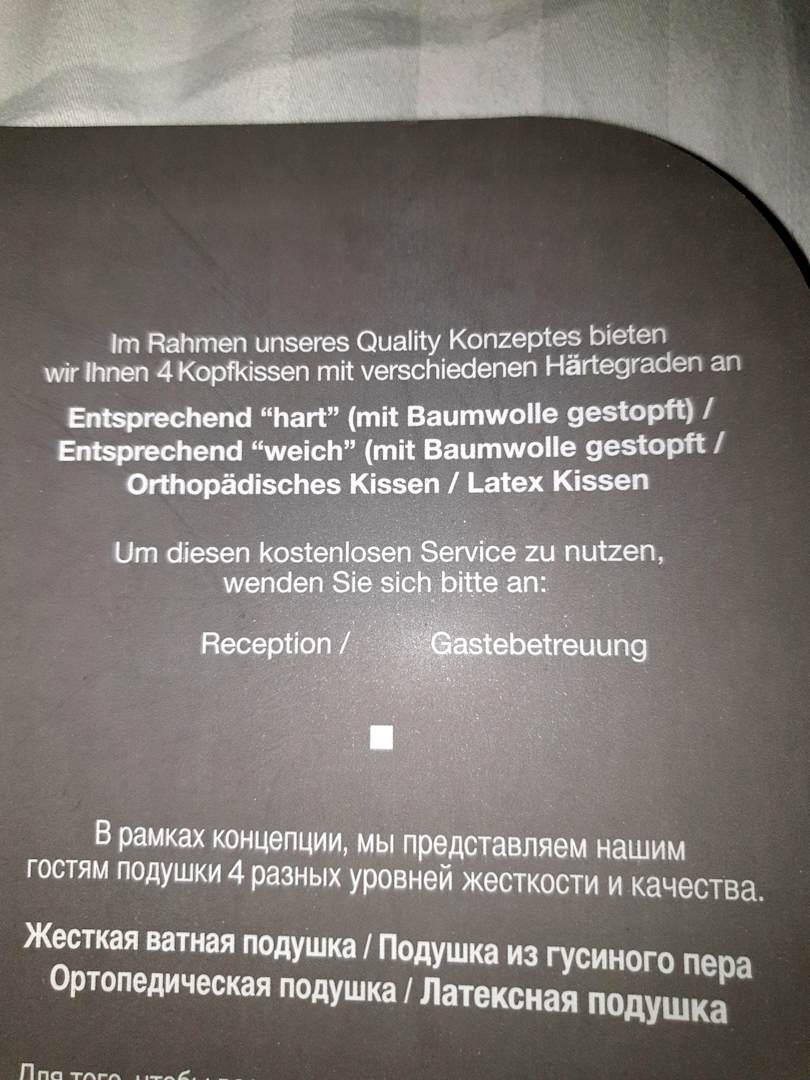 Im Rahmen unseres Quality Konzeptes bieten
wir Ihnen 4 Kopfkissen mit verschiedenen Härtegraden an
Entsprechend “hart” (mit Baumwolle gestopft) /
Entsprechend “weich” (mit Baumwolle gestopft /
Orthopädisches Kissen / Latex Kissen
Um diesen kostenlosen Service zu nutzen,
wenden Sie sich bitte an:
Reception / Gastebetreuung
В рамках концепции, мы представляем нашим
гостям подушки 4 разных уровней жесткости и качества.
Жесткая ватная подушка / Подушка из гусиного пера
Ортопедическая подушка / Латексная подушка
Для того, чтобы